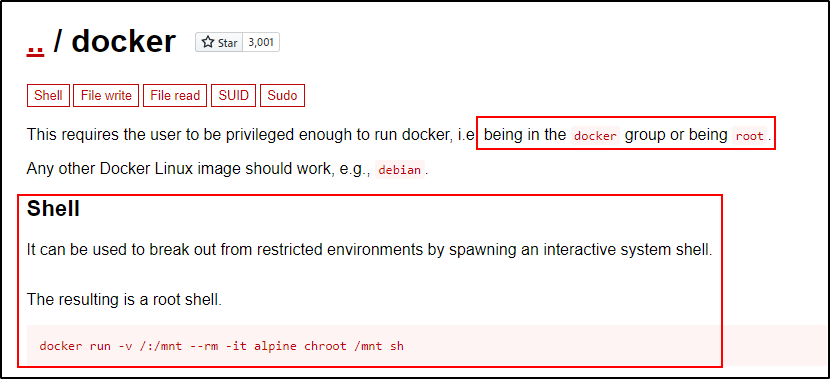 .. / docker Star 3,001
Shell File write File read SUID Sudo
This requires the user to be privileged enough to run docker, i.e. being in the docker group or being root.
Any other Docker Linux image should work, e.g., debian.
Shell
It can be used to break out from restricted environments by spawning an interactive system shell.
The resulting is a root shell.
docker run -v /:/mnt --rm -it alpine chroot /mnt sh